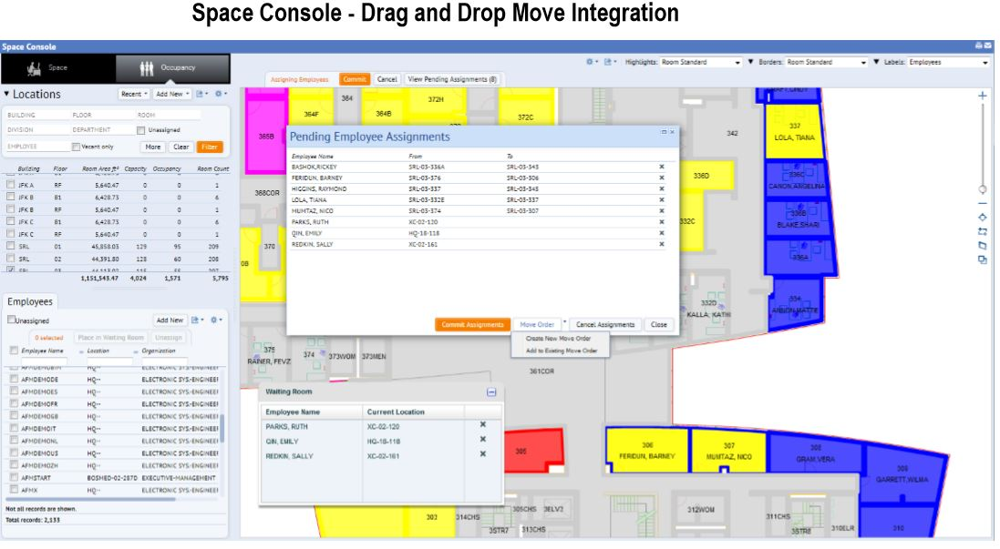 Space Console - Drag and Drop Move Integration
Space Console
Space
Occupancy
Highlights: Room Standard
Borders: Room Standard
Labels: Employees
Assigning Employees Commit Cancel View Pending Assignments (8)
Locations
Recent Add New
BUILDING FLOOR ROOM
DIVISION DEPARTMENT Unassigned
EMPLOYEE Vacant only More Clear Filter
Building Floor Room Area ft² Capacity Occupancy Room Count
JFK A RF 5,640.47 0 0 1
JFK B B1 6,428.73 0 0 6
JFK B RF 5,640.47 0 0 1
JFK C B1 6,428.73 0 0 6
JFK C RF 5,640.47 0 0 1
SRL 01 45,858.03 129 95 209
SRL 02 44,391.80 128 60 208
1,151,543.47 4,024 1,571 5,795
Employees
Unassigned Add New
0 selected Place in Waiting Room Unassign
Employee Name Location Organization
AFMDEMODE HQ-- ELECTRONIC SYS.-ENGINEEI
AFMDEMOES HQ-- ELECTRONIC SYS.-ENGINEEI
AFMDEMOFR HQ-- ELECTRONIC SYS.-ENGINEEI
AFMDEMOGB HQ-- ELECTRONIC SYS.-ENGINEEI
AFMDEMOIT HQ-- ELECTRONIC SYS.-ENGINEEI
AFMDEMONL HQ-- ELECTRONIC SYS.-ENGINEEI
AFMDEMOUS HQ-- ELECTRONIC SYS.-ENGINEEI
AFMDEMOZH HQ-- ELECTRONIC SYS.-ENGINEEI
AFMSTART BOSMED-02-287D EXECUTIVE-MANAGEMENT
AFMX HQ-- ELECTRONIC SYS.-ENGINEEI
Not all records are shown.
Total records: 2,133
364
372H
364F
364B
372C
365B
342
337
LOLA, TIANA
336D
336C
CANON, ANGELINA
368COR
336B
BLAKE, SHARI
332C
370
336A
332D
KALLA, KATHI
334
Pending Employee Assignments
Employee Name From To
BASHOK,RICKEY SRL-03-336A SRL-03-343
FERIDUN, BARNEY SRL-03-376 SRL-03-306
HIGGINS, RAYMOND SRL-03-337 SRL-03-345
LOLA, TIANA SRL-03-332E SRL-03-337
MUMTAZ, NICO SRL-03-374 SRL-03-307
PARKS, RUTH XC-02-120
QIN, EMILY HQ-18-118
REDKIN, SALLY XC-02-161
Commit Assignments Move Order Cancel Assignments Close
Create New Move Order
Add to Existing Move Order
375
RAINER, FEVZ
374
373WOM
373MEN
361COR
Waiting Room
Employee Name Current Location
PARKS, RUTH XC-02-120
QIN, EMILY HQ-18-118
REDKIN, SALLY XC-02-161
305
306
FERIDUN, BARNEY
307
MUMTAZ, NICO
308
GRAM,VERA
309
GARRETT,WILMA
303
314CHS
305CHS
3ELV2
3STR7
313CHS
312WOM
311CHS
3STR8
310ELR
310